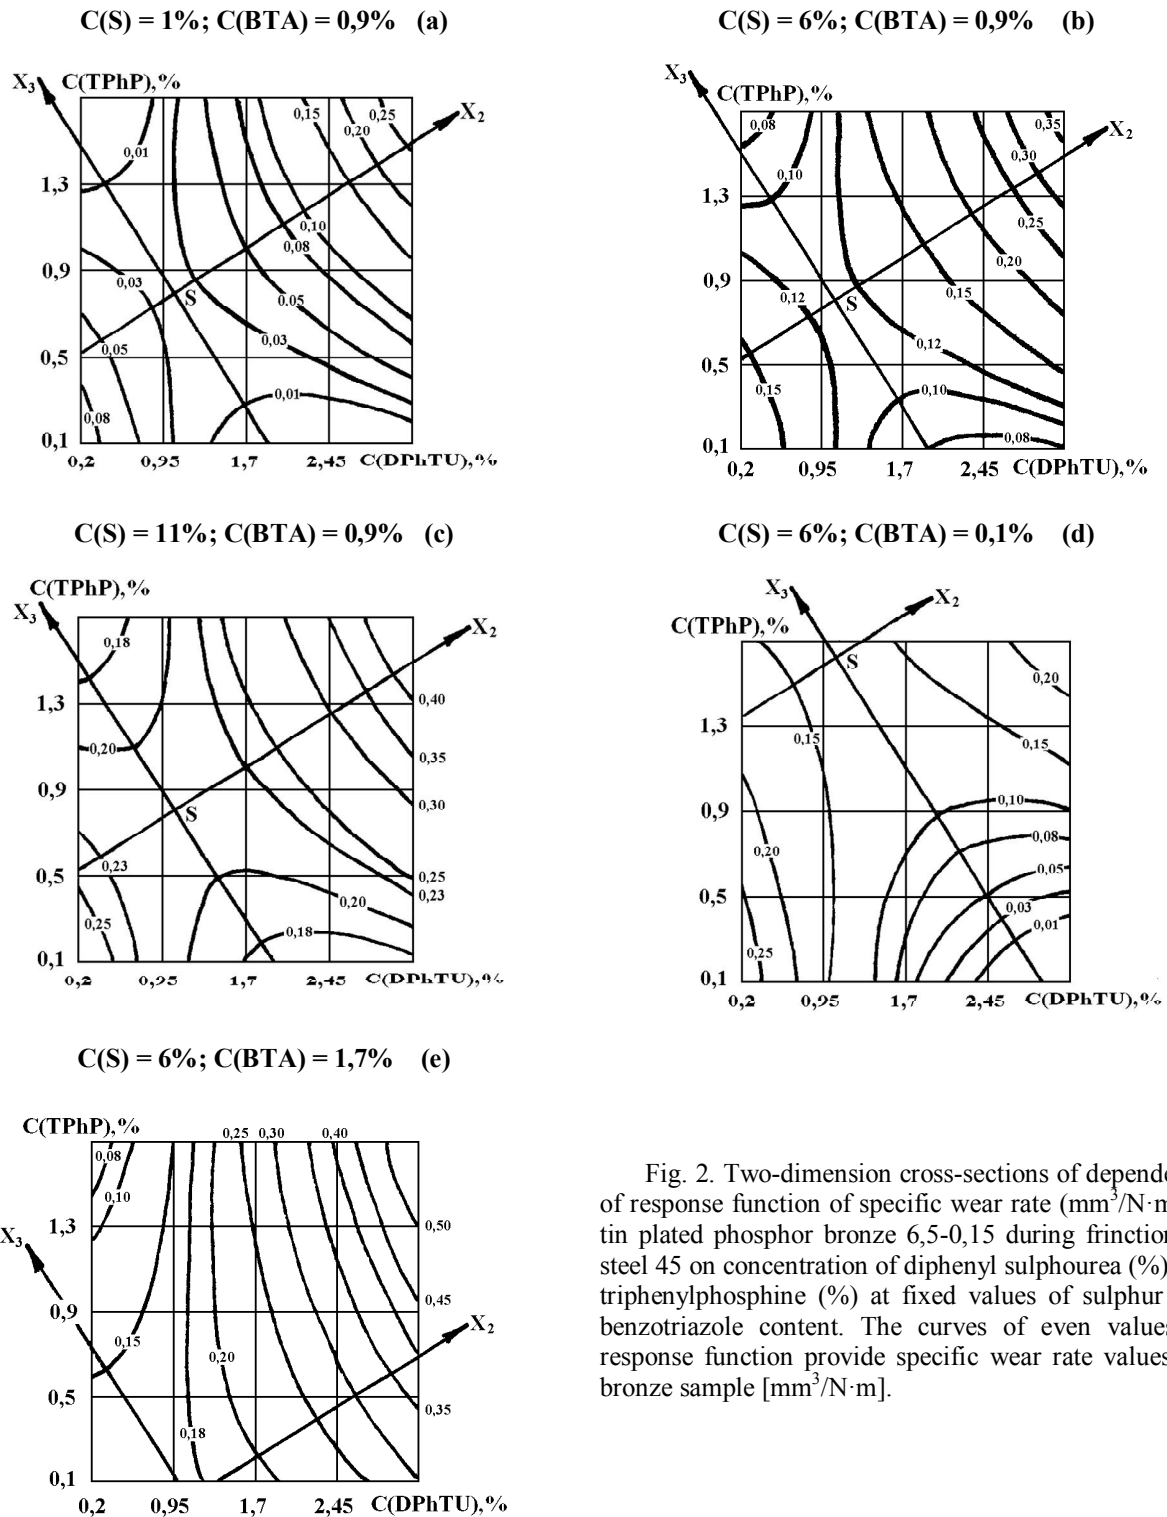 C(S) = 1%; C(BTA) = 0,9% (a)
X3
C(TPhP),%
X2
0,01
0,15
0,20
0,25
1,3
0,10
0,08
0,9
0,03
S
0,05
0,5
0,05
0,03
0,08
0,01
0,1
0,2
0,95
1,7
2,45
C(DPhTU),%
C(S) = 6%; C(BTA) = 0,9% (b)
X3
C(TPhP),%
X2
0,08
0,35
0,10
0,30
1,3
0,25
0,20
0,9
0,12
S
0,15
0,12
0,5
0,15
0,10
0,08
0,1
0,2
0,95
1,7
2,45
C(DPhTU),%
C(S) = 11%; C(BTA) = 0,9% (c)
C(TPhP),%
X3
X2
0,18
0,40
1,3
0,20
0,35
0,9
0,30
S
0,23
0,5
0,25
0,23
0,20
0,25
0,18
0,1
0,2
0,95
1,7
2,45
C(DPhTU),%
C(S) = 6%; C(BTA) = 0,1% (d)
X3
X2
C(TPhP),%
S
0,20
1,3
0,15
0,15
0,9
0,10
0,08
0,20
0,05
0,5
0,03
0,01
0,25
0,1
0,2
0,95
1,7
2,45
C(DPhTU),%
C(S) = 6%; C(BTA) = 1,7% (e)
C(TPhP),%
0,25
0,30
0,40
0,08
0,10
1,3
0,50
X3
0,9
0,45
X2
0,15
0,20
0,5
0,35
0,18
0,1
0,2
0,95
1,7
2,45
C(DPhTU),%
Fig. 2. Two-dimension cross-sections of depende
of response function of specific wear rate (mm³/N·m
tin plated phosphor bronze 6,5-0,15 during frinction
steel 45 on concentration of diphenyl sulphourea (%)
triphenylphosphine (%) at fixed values of sulphur
benzotriazole content. The curves of even values
response function provide specific wear rate values
bronze sample [mm³/N·m].